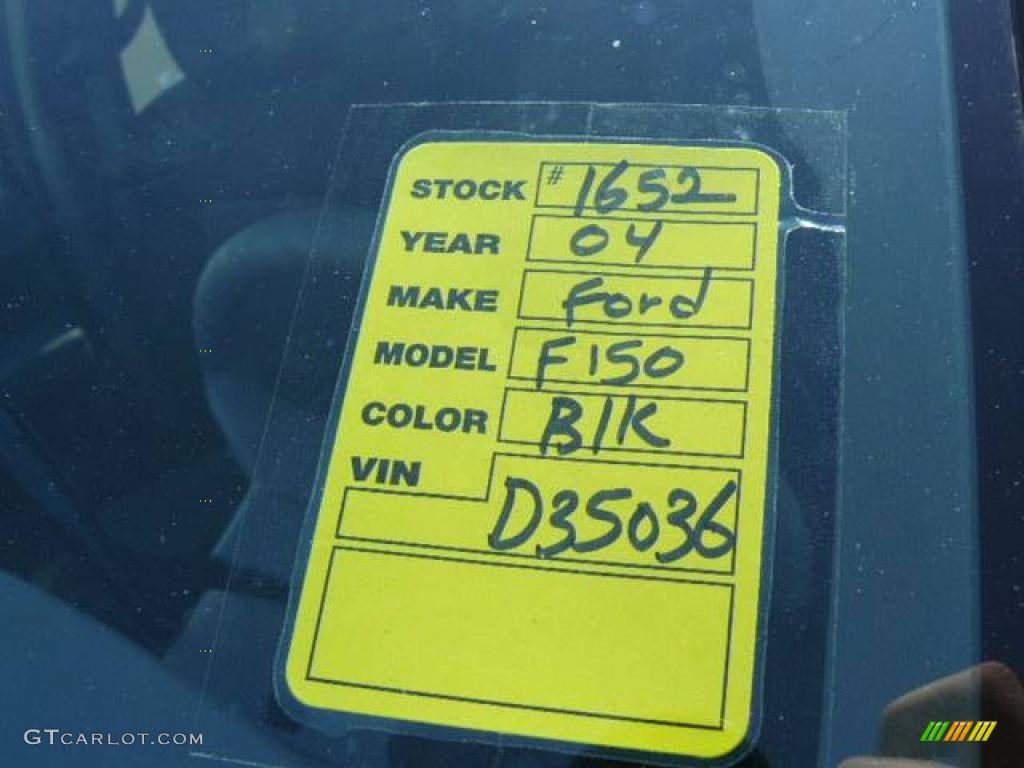 STOCK # 1652
YEAR 04
MAKE Ford
MODEL F150
COLOR Blk
VIN D35036
GTCARLOT.COM